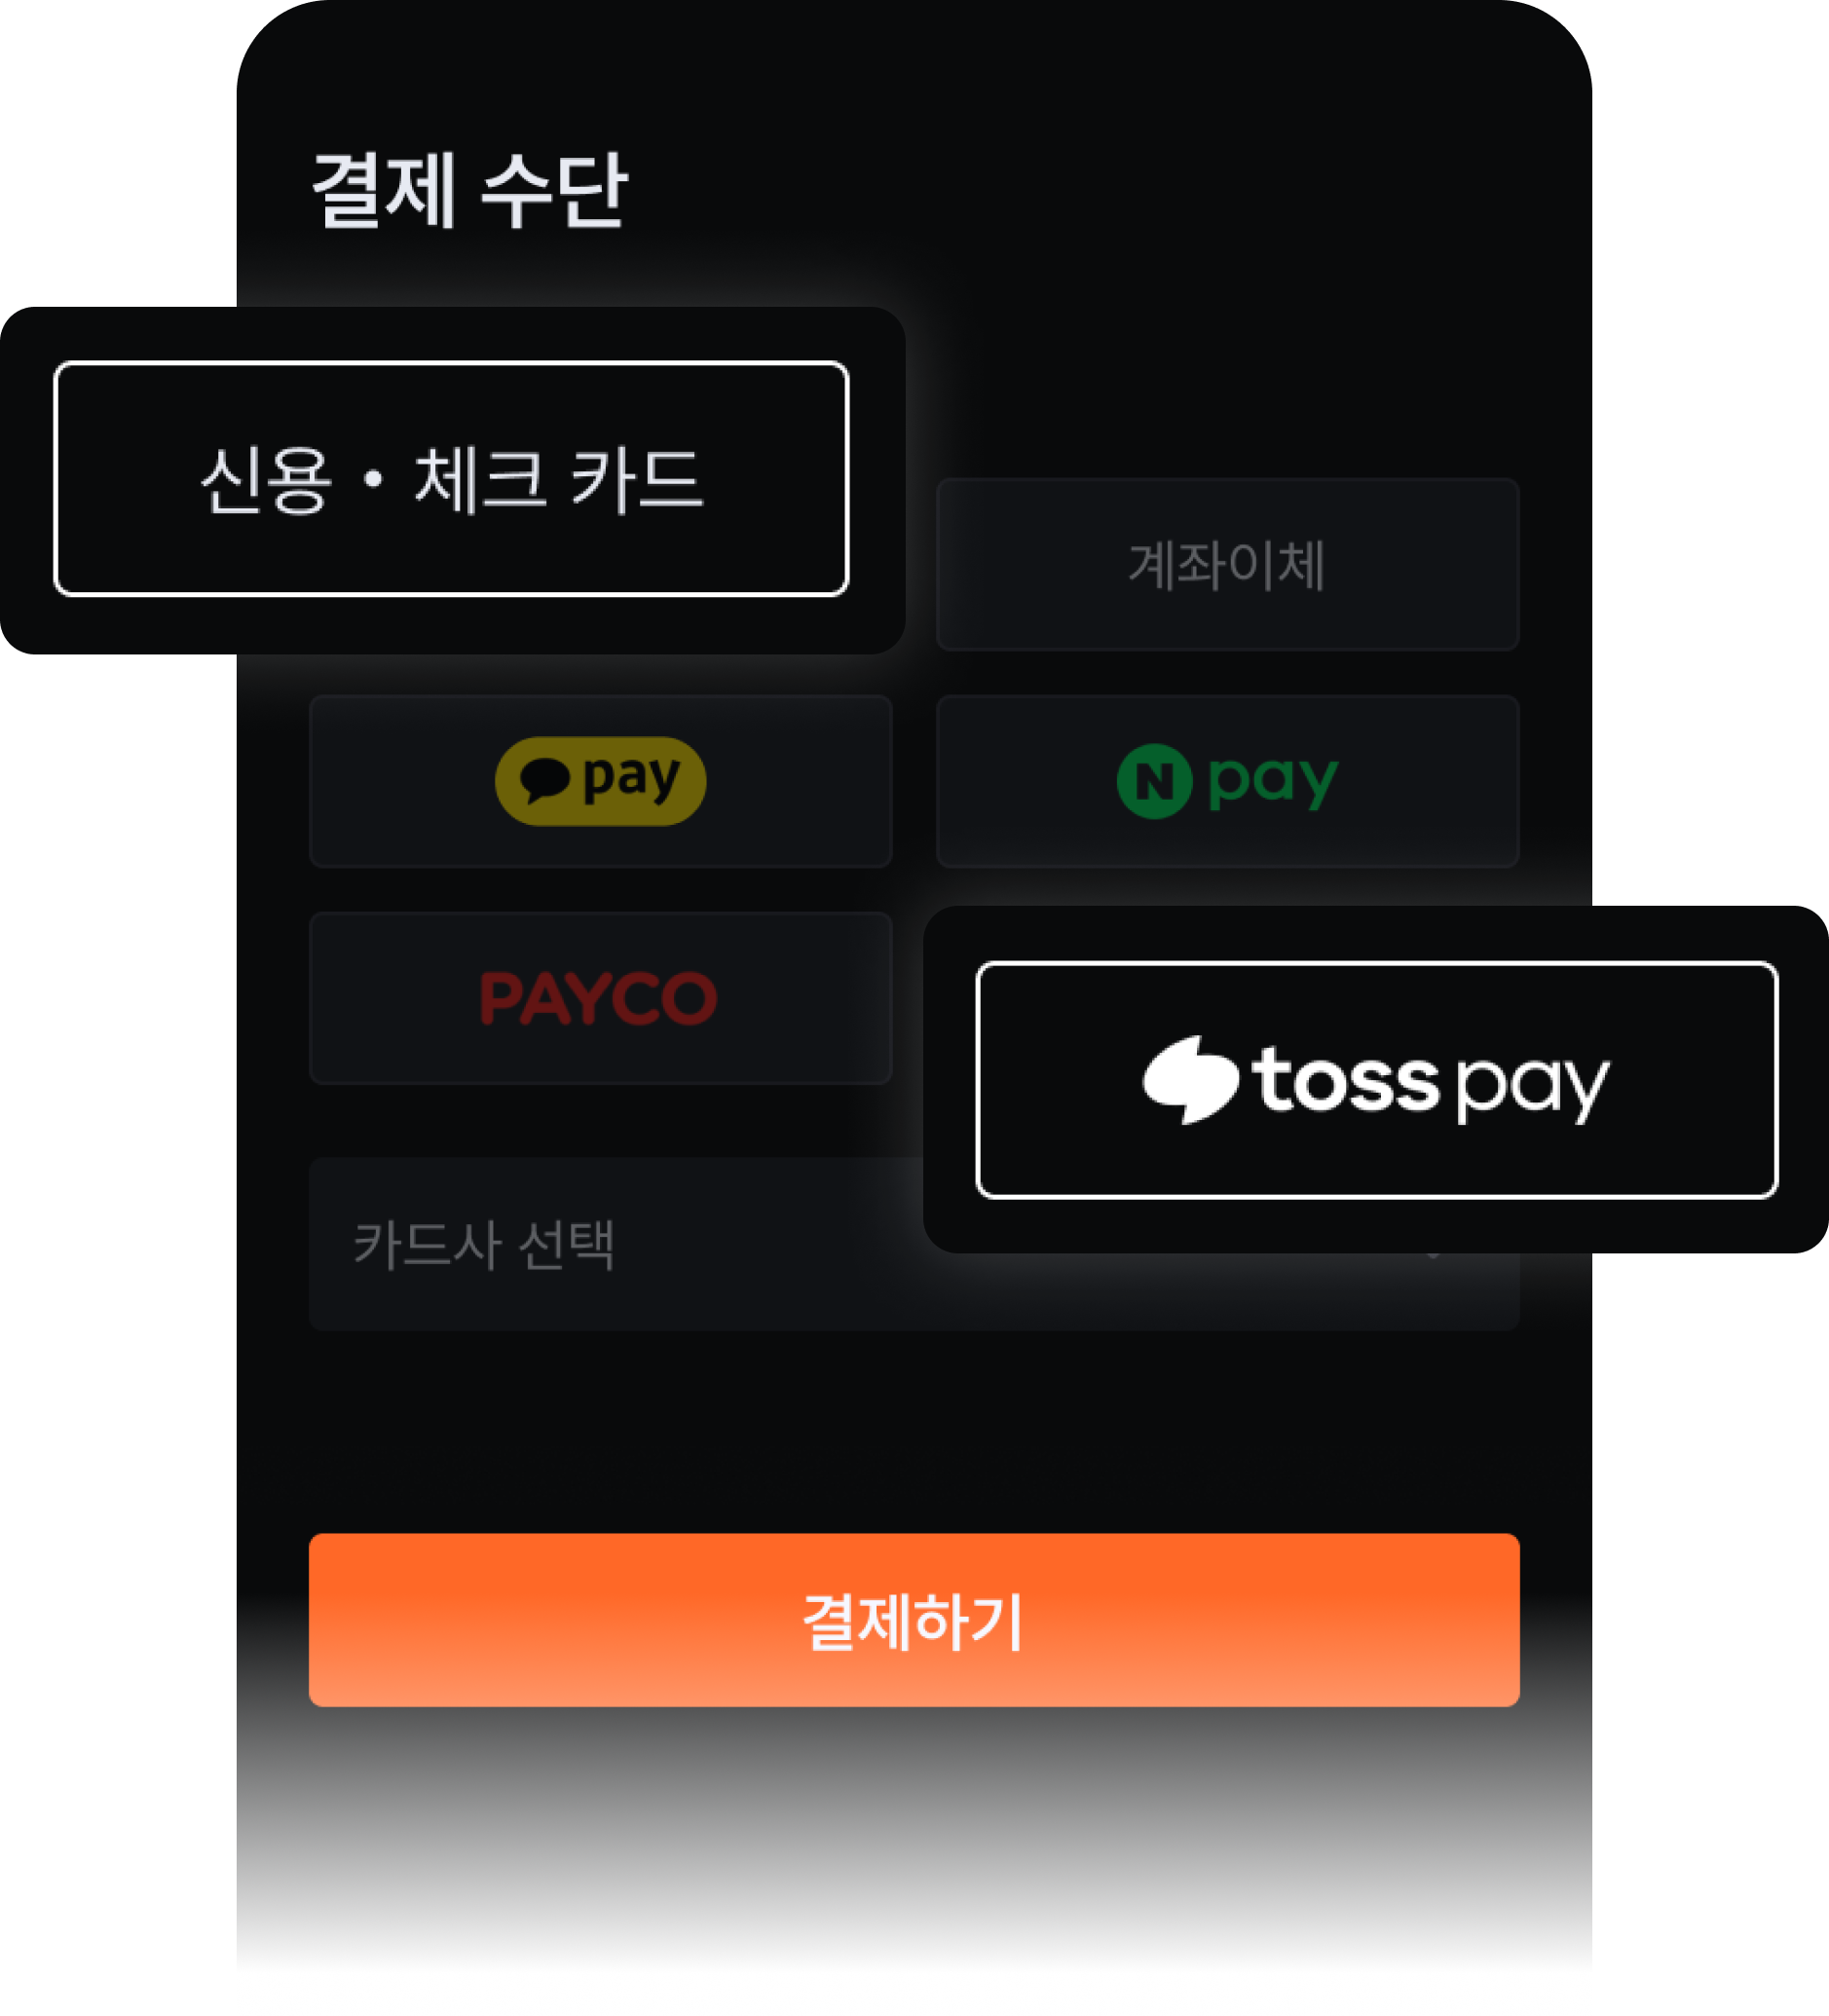 결제 수단
신용 • 체크 카드
계좌이체
pay
N pay
PAYCO
toss pay
카드사 선택
결제하기